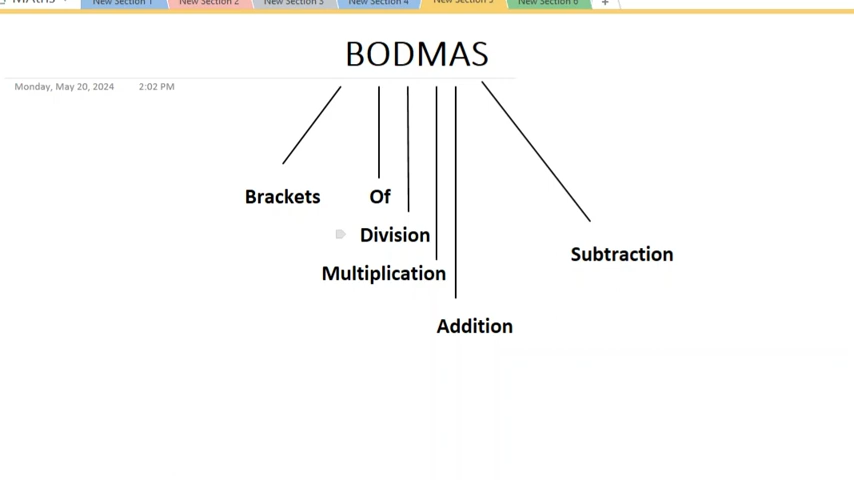 Maths
New Section 1 New Section 2 New Section 3 New Section 4 New Section 5 New Section 6 +
BODMAS
Monday, May 20, 2024 2:02 PM
Brackets Of
Division
Subtraction
Multiplication
Addition